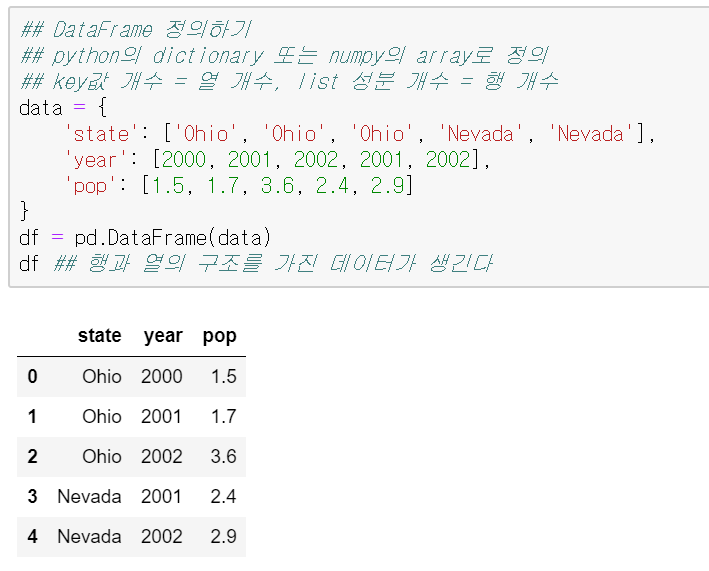 ## DataFrame 정의하기
## python의 dictionary 또는 numpy의 array로 정의
## key값 개수 = 열 개수, list 성분 개수 = 행 개수
data = {
    'state': ['Ohio', 'Ohio', 'Ohio', 'Nevada', 'Nevada'],
    'year': [2000, 2001, 2002, 2001, 2002],
    'pop': [1.5, 1.7, 3.6, 2.4, 2.9]
}
df = pd.DataFrame(data)
df ## 행과 열의 구조를 가진 데이터가 생긴다
state year pop
0 Ohio 2000 1.5
1 Ohio 2001 1.7
2 Ohio 2002 3.6
3 Nevada 2001 2.4
4 Nevada 2002 2.9